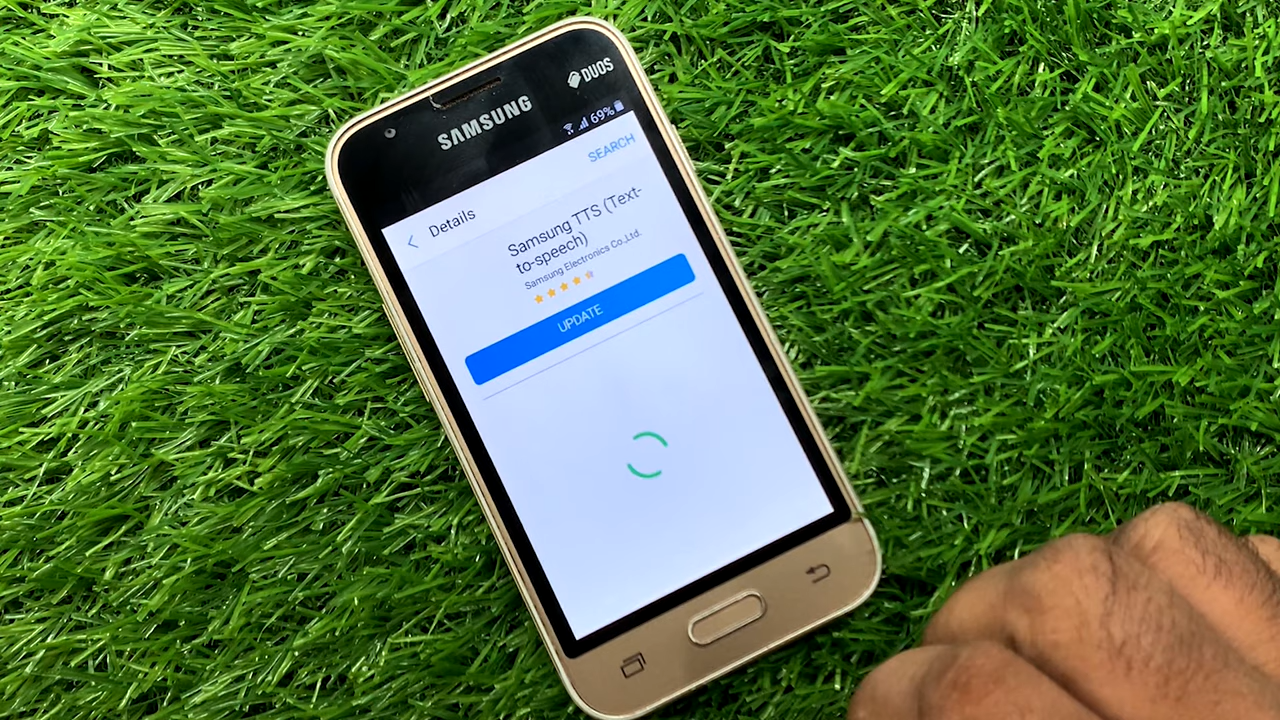 DUOS
SAMSUNG
69%
SEARCH
Details
Samsung TTS (Text-
to-speech)
Samsung Electronics Co.,Ltd.
UPDATE